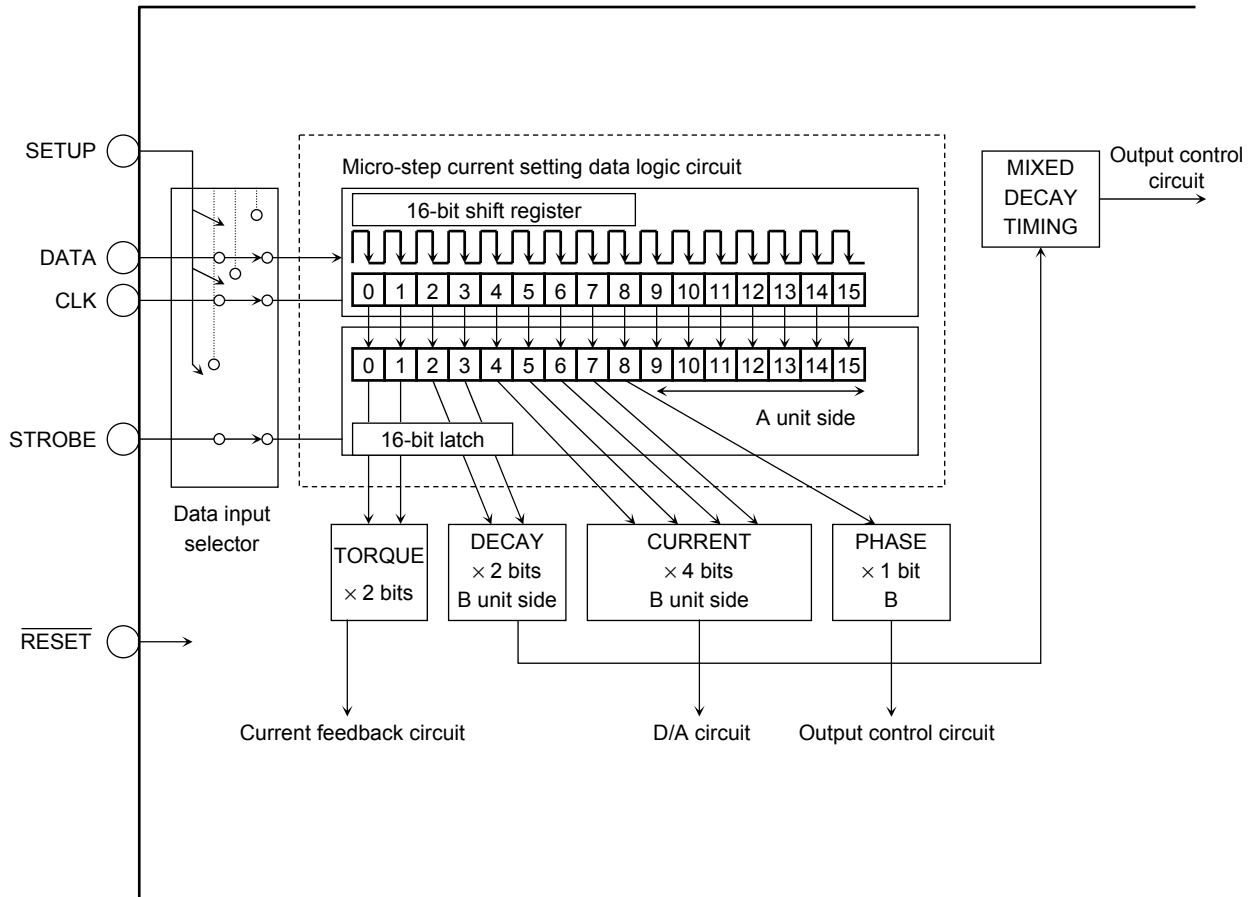 SETUP
DATA
CLK
STROBE
RESET
Data input
selector
Micro-step current setting data logic circuit
16-bit shift register
0 1 2 3 4 5 6 7 8 9 10 11 12 13 14 15
0 1 2 3 4 5 6 7 8 9 10 11 12 13 14 15
A unit side
16-bit latch
MIXED
DECAY
TIMING
Output control
circuit
TORQUE
× 2 bits
DECAY
× 2 bits
B unit side
CURRENT
× 4 bits
B unit side
PHASE
× 1 bit
B
Current feedback circuit
D/A circuit
Output control circuit